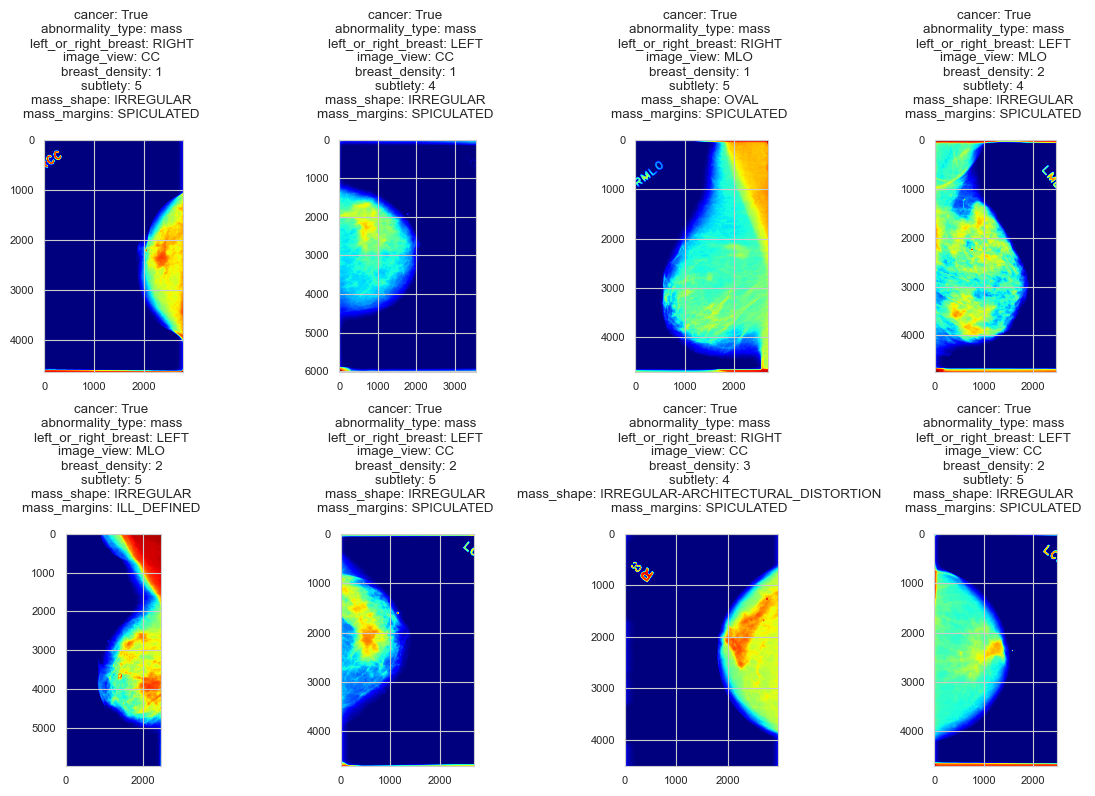 cancer: True
abnormality_type: mass
left_or_right_breast: RIGHT
image_view: CC
breast_density: 1
subtlety: 5
mass_shape: IRREGULAR
mass_margins: SPICULATED
0
1000
2000
3000
4000
0 1000 2000
CC
cancer: True
abnormality_type: mass
left_or_right_breast: LEFT
image_view: CC
breast_density: 1
subtlety: 4
mass_shape: IRREGULAR
mass_margins: SPICULATED
0
1000
2000
3000
4000
5000
6000
0 1000 2000 3000
cancer: True
abnormality_type: mass
left_or_right_breast: RIGHT
image_view: MLO
breast_density: 1
subtlety: 5
mass_shape: OVAL
mass_margins: SPICULATED
0
1000
2000
3000
4000
0 1000 2000
RMLO
cancer: True
abnormality_type: mass
left_or_right_breast: LEFT
image_view: MLO
breast_density: 2
subtlety: 4
mass_shape: IRREGULAR
mass_margins: SPICULATED
0
1000
2000
3000
4000
0 1000 2000
LM
cancer: True
abnormality_type: mass
left_or_right_breast: LEFT
image_view: MLO
breast_density: 2
subtlety: 5
mass_shape: IRREGULAR
mass_margins: ILL_DEFINED
0
1000
2000
3000
4000
5000
0 2000
cancer: True
abnormality_type: mass
left_or_right_breast: LEFT
image_view: CC
breast_density: 2
subtlety: 5
mass_shape: IRREGULAR
mass_margins: SPICULATED
0
1000
2000
3000
4000
0 1000 2000
LC
cancer: True
abnormality_type: mass
left_or_right_breast: RIGHT
image_view: CC
breast_density: 3
subtlety: 4
mass_shape: IRREGULAR-ARCHITECTURAL_DISTORTION
mass_margins: SPICULATED
0
1000
2000
3000
4000
0 2000
cancer: True
abnormality_type: mass
left_or_right_breast: LEFT
image_view: CC
breast_density: 2
subtlety: 5
mass_shape: IRREGULAR
mass_margins: SPICULATED
0
1000
2000
3000
4000
0 1000 2000
LC